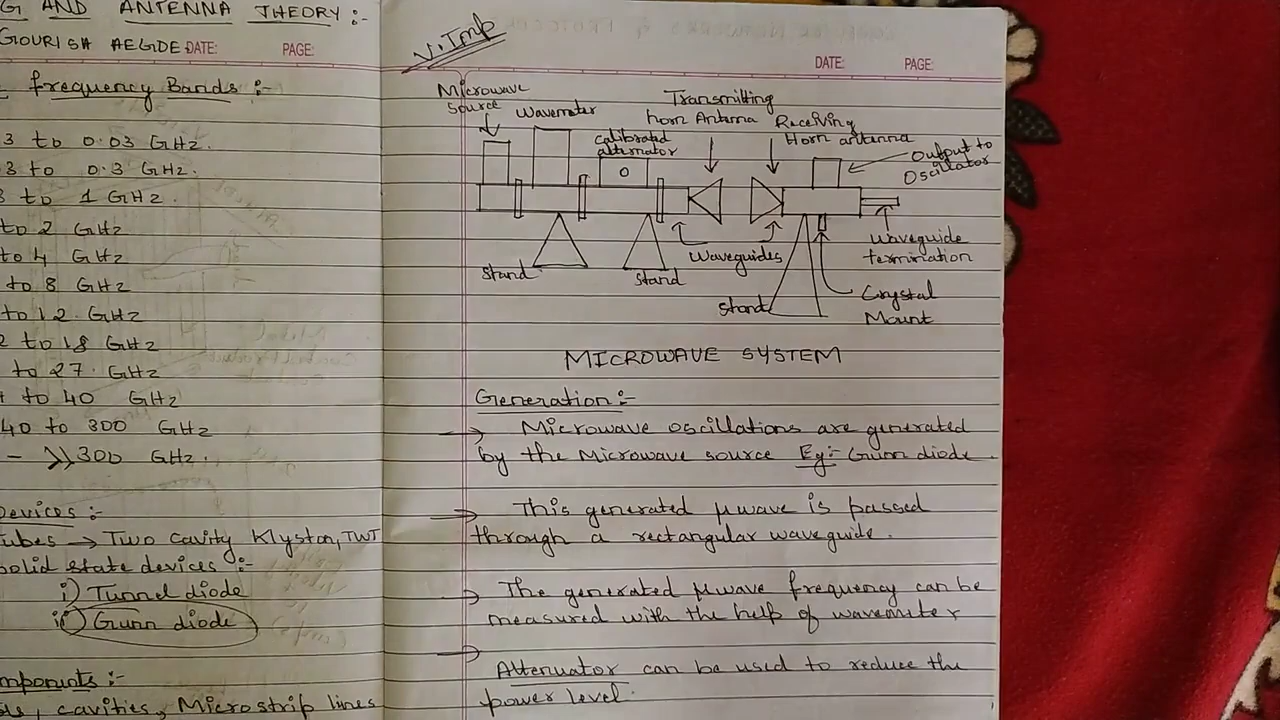 G AND ANTENNA THEORY :-
GOURISH AEGDE
DATE: PAGE:
frequency Bands :-
3 to 0.03 GHz.
3 to 0.3 GHz.
3 to 1 GHz.
to 2 GHz
to 4 GHz
to 8 GHz
to 12 GHz
2 to 18 GHz
to 27 GHz
to 40 GHz
40 to 300 GHz
- >>300 GHz.
Devices :-
Tubes → Two cavity Klyston, TWT
solid state devices :-
i) Tunnel diode
ii) Gunn diode
mponents :-
, cavities, Microstrip lines
V. Imp
DATE: PAGE:
Microwave
source
Wavemeter
calibrated
attenator
Transmitting
horn Antenna
Receiving
Horn antenna
Output to
Oscillator
Stand
Stand
Waveguides
Stand
Waveguide
termination
Crystal
Mount
MICROWAVE SYSTEM
Generation :-
→ Microwave oscillations are generated
by the Microwave source Eg:- Gunn diode.
→ This generated μwave is passed
through a rectangular waveguide.
→ The generated μwave frequency can be
measured with the help of wavemeter
→ Attenuator can be used to reduce the
power level.